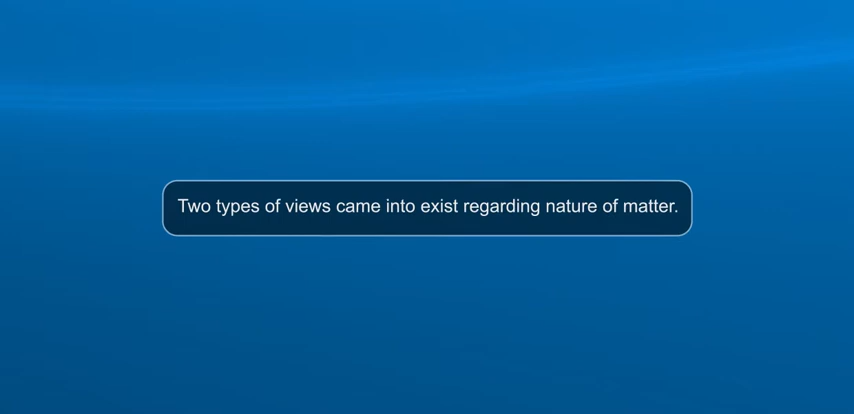 Two types of views came into exist regarding nature of matter.